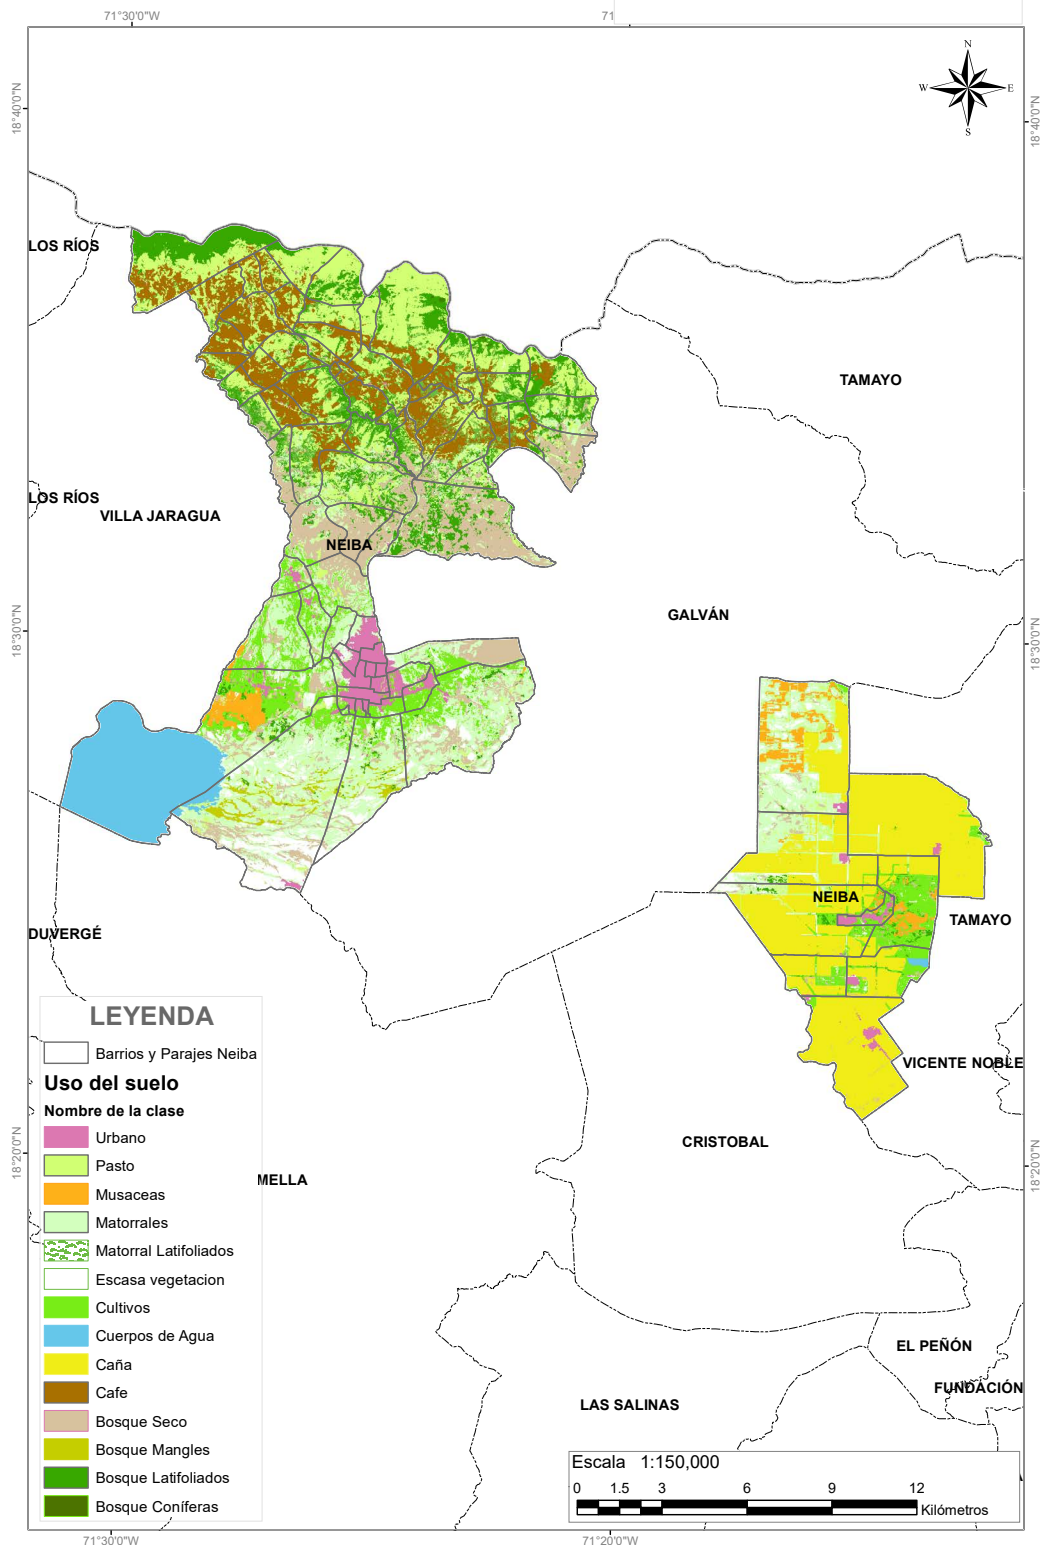 71°30'0"W
71
N
W
E
S
18°40'0"N
18°40'0"N
LOS RÍOS
TAMAYO
LOS RÍOS
VILLA JARAGUA
NEIBA
GALVÁN
18°30'0"N
18°30'0"N
NEIBA
TAMAYO
DUVERGÉ
VICENTE NOBLE
CRISTOBAL
18°20'0"N
18°20'0"N
MELLA
EL PEÑÓN
FUNDACIÓN
LAS SALINAS
LEYENDA
Barrios y Parajes Neiba
Uso del suelo
Nombre de la clase
Urbano
Pasto
Musaceas
Matorrales
Matorral Latifoliados
Escasa vegetacion
Cultivos
Cuerpos de Agua
Caña
Cafe
Bosque Seco
Bosque Mangles
Bosque Latifoliados
Bosque Coníferas
Escala 1:150,000
0 1.5 3 6 9 12
Kilómetros
71°30'0"W
71°20'0"W